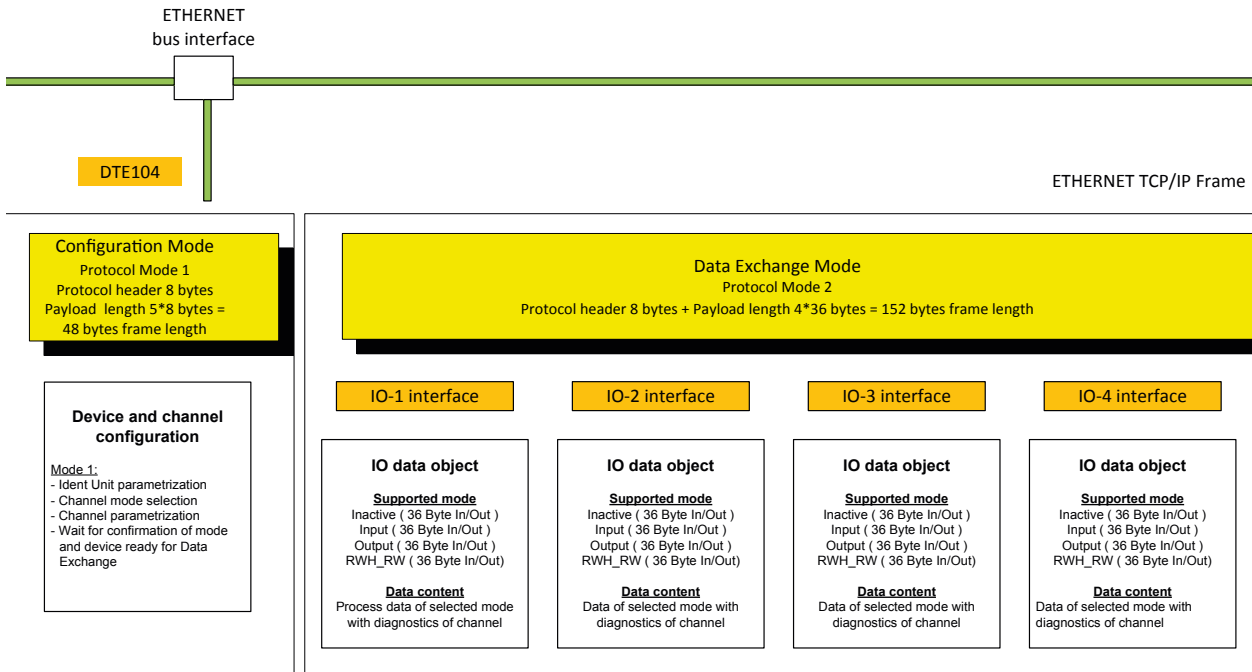 ETHERNET
bus interface
DTE104
ETHERNET TCP/IP Frame
Configuration Mode
Protocol Mode 1
Protocol header 8 bytes
Payload length 5*8 bytes =
48 bytes frame length
Data Exchange Mode
Protocol Mode 2
Protocol header 8 bytes + Payload length 4*36 bytes = 152 bytes frame length
Device and channel
configuration
Mode 1:
- Ident Unit parametrization
- Channel mode selection
- Channel parametrization
- Wait for confirmation of mode
and device ready for Data
Exchange
IO-1 interface
IO data object
Supported mode
Inactive ( 36 Byte In/Out )
Input ( 36 Byte In/Out )
Output ( 36 Byte In/Out )
RWH_RW ( 36 Byte In/Out)
Data content
Process data of selected mode
with diagnostics of channel
IO-2 interface
IO data object
Supported mode
Inactive ( 36 Byte In/Out )
Input ( 36 Byte In/Out )
Output ( 36 Byte In/Out )
RWH_RW ( 36 Byte In/Out)
Data content
Data of selected mode with
diagnostics of channel
IO-3 interface
IO data object
Supported mode
Inactive ( 36 Byte In/Out )
Input ( 36 Byte In/Out )
Output ( 36 Byte In/Out )
RWH_RW ( 36 Byte In/Out)
Data content
Data of selected mode with
diagnostics of channel
IO-4 interface
IO data object
Supported mode
Inactive ( 36 Byte In/Out )
Input ( 36 Byte In/Out )
Output ( 36 Byte In/Out )
RWH_RW ( 36 Byte In/Out)
Data content
Data of selected mode with
diagnostics of channel